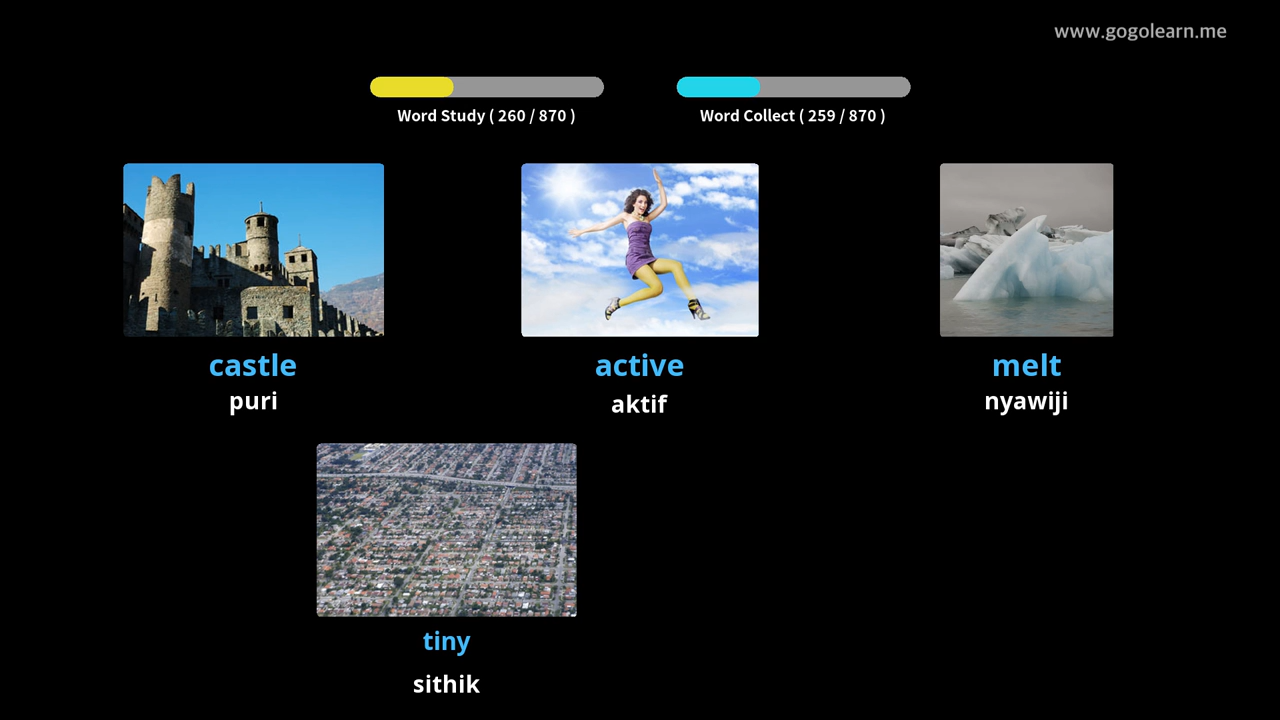 www.gogolearn.me
Word Study ( 260 / 870 )
Word Collect ( 259 / 870 )
castle
puri
active
aktif
melt
nyawiji
tiny
sithik